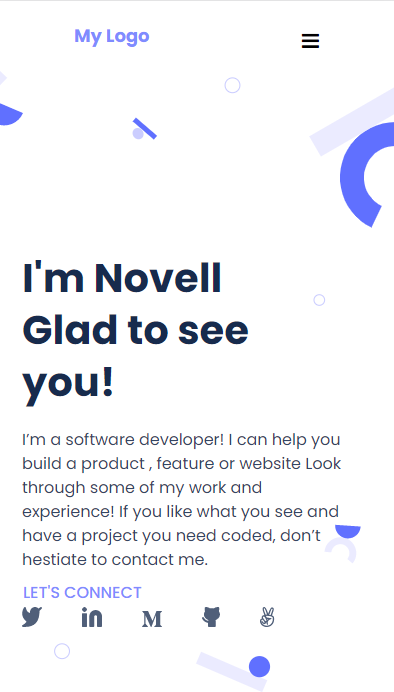 My Logo
I'm Novell
Glad to see
you!
I’m a software developer! I can help you
build a product , feature or website Look
through some of my work and
experience! If you like what you see and
have a project you need coded, don’t
hestiate to contact me.
LET'S CONNECT